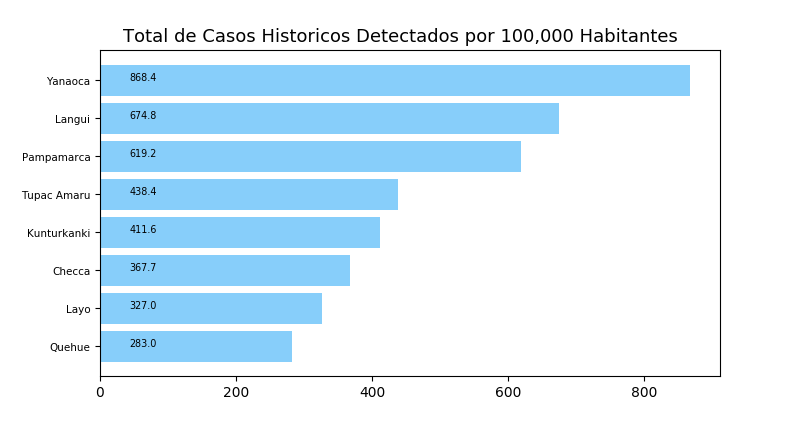 Total de Casos Historicos Detectados por 100,000 Habitantes
Yanaoca 868.4
Langui 674.8
Pampamarca 619.2
Tupac Amaru 438.4
Kunturkanki 411.6
Checca 367.7
Layo 327.0
Quehue 283.0
0 200 400 600 800